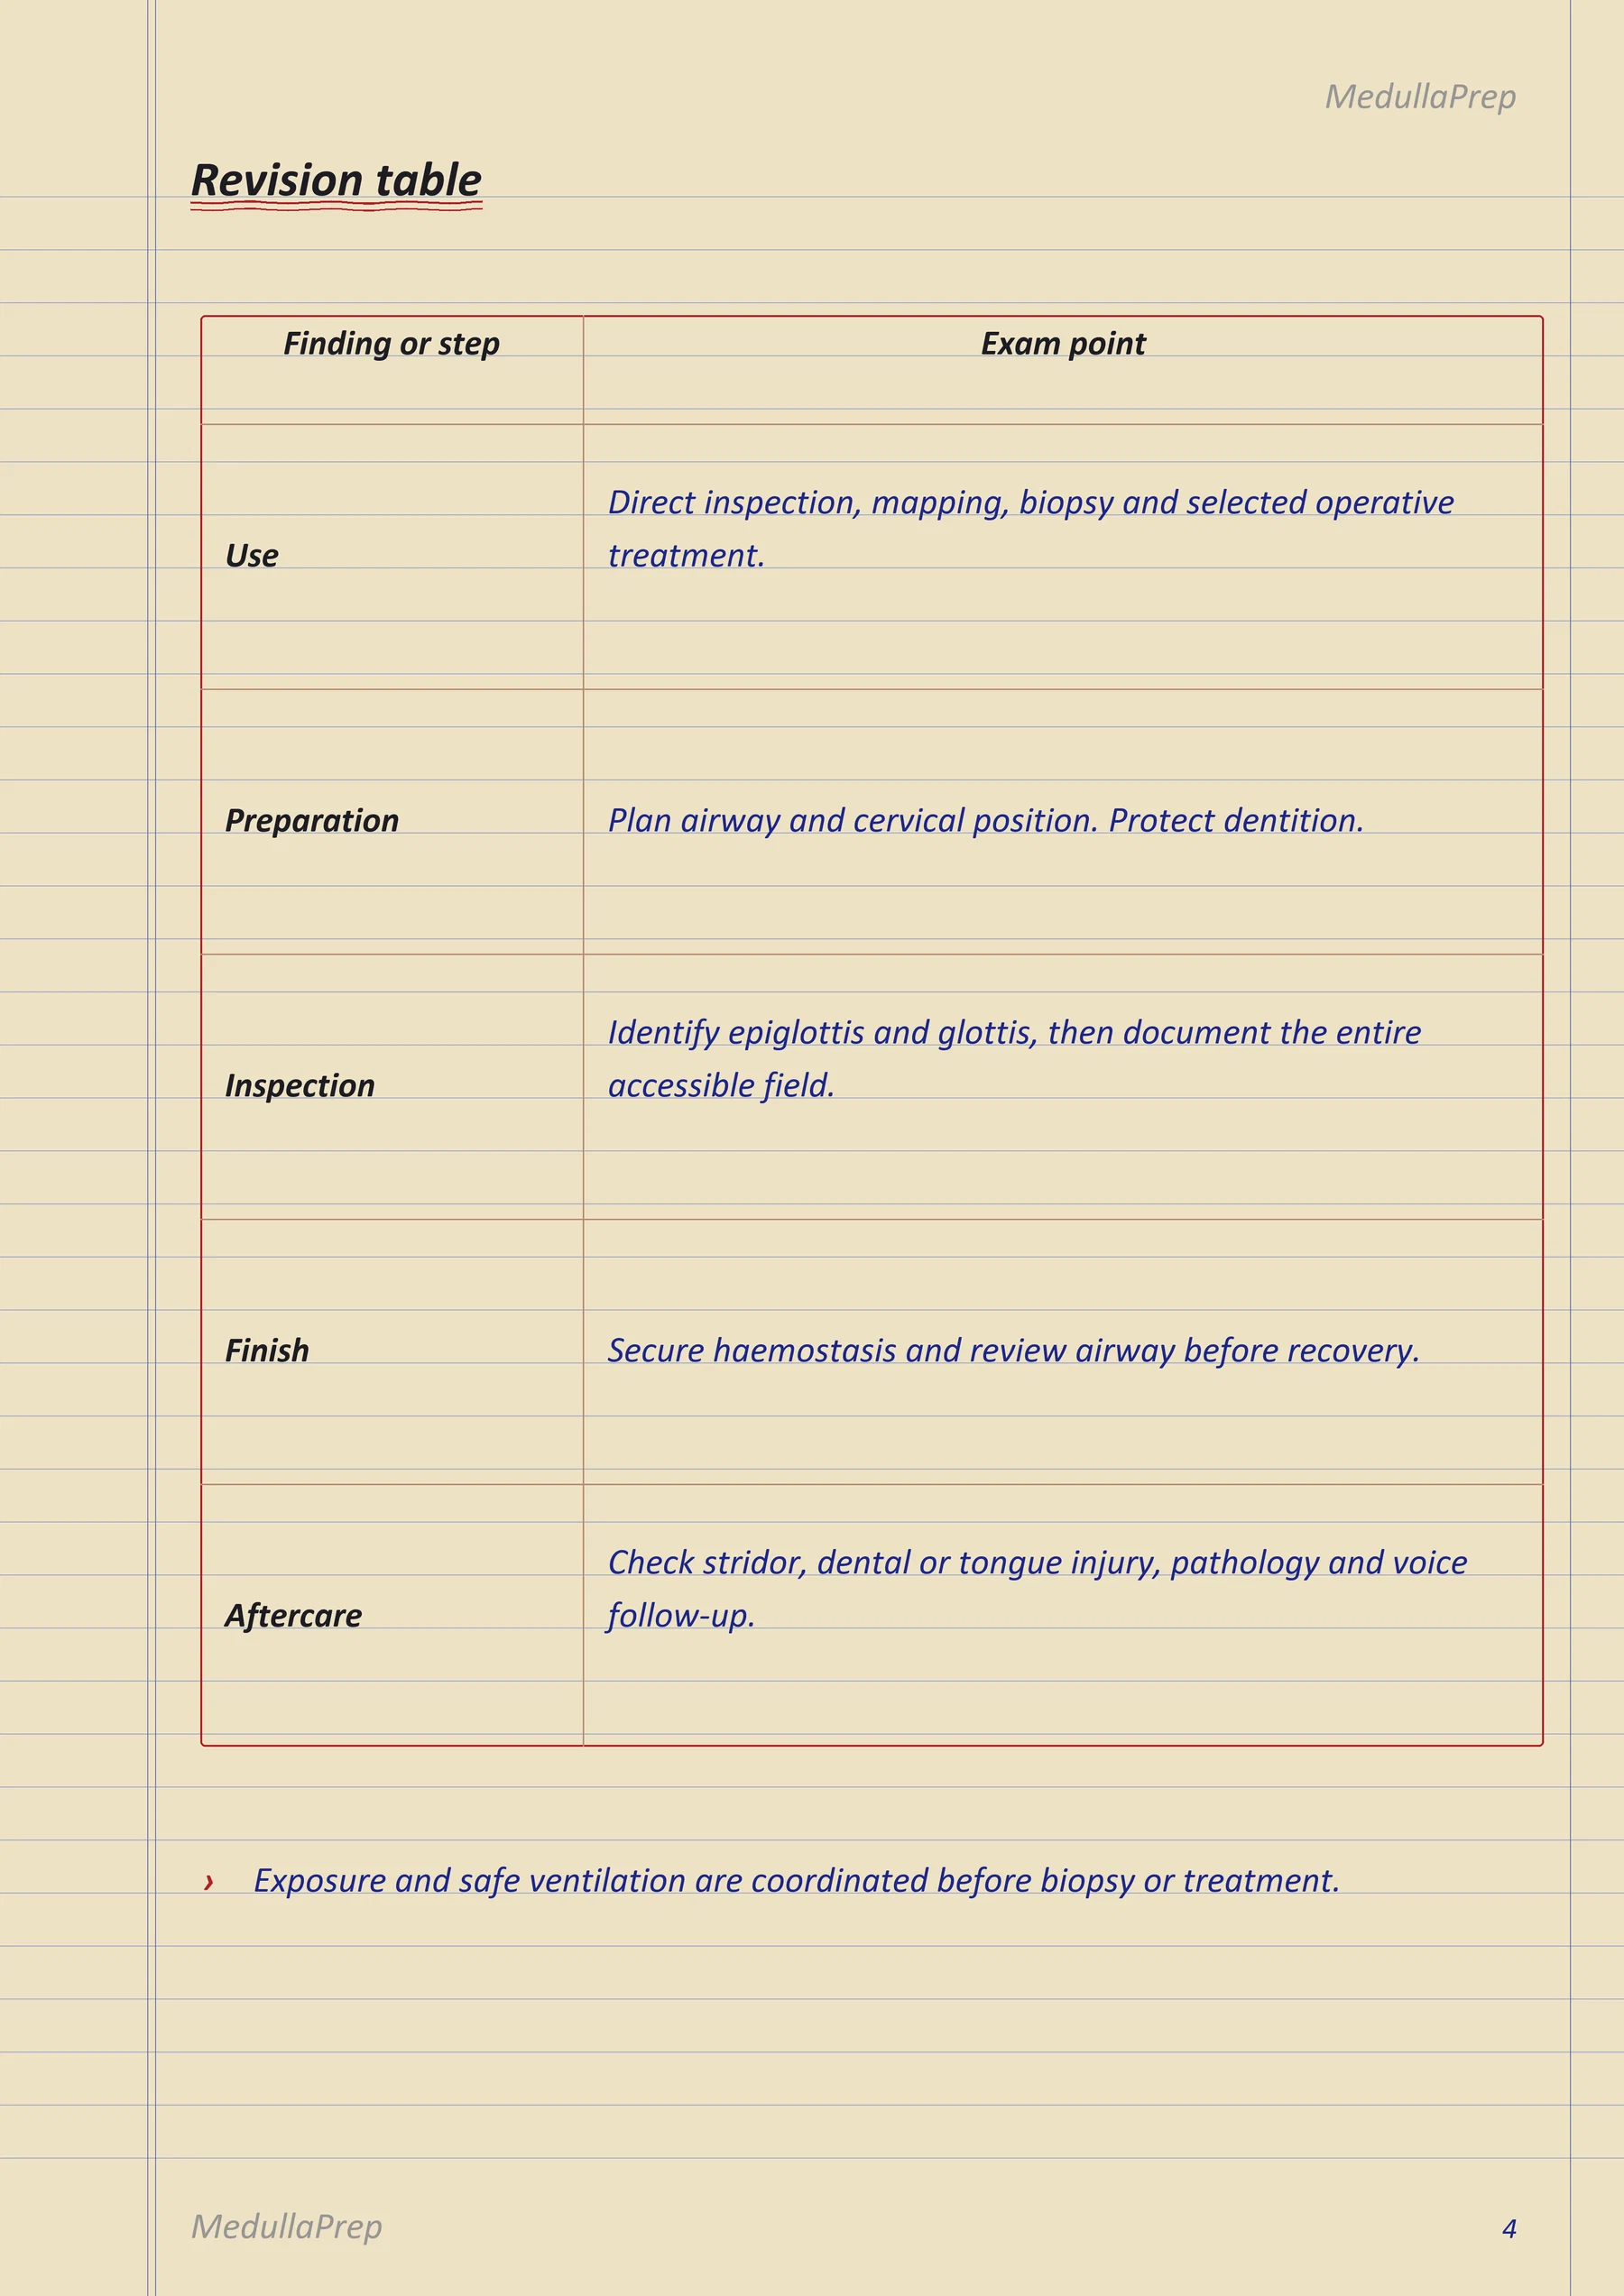 MedullaPrep
Revision table
Finding or step
Exam point
Use
Direct inspection, mapping, biopsy and selected operative
treatment.
Preparation
Plan airway and cervical position. Protect dentition.
Inspection
Identify epiglottis and glottis, then document the entire
accessible field.
Finish
Secure haemostasis and review airway before recovery.
Aftercare
Check stridor, dental or tongue injury, pathology and voice
follow-up.
› Exposure and safe ventilation are coordinated before biopsy or treatment.
MedullaPrep
4